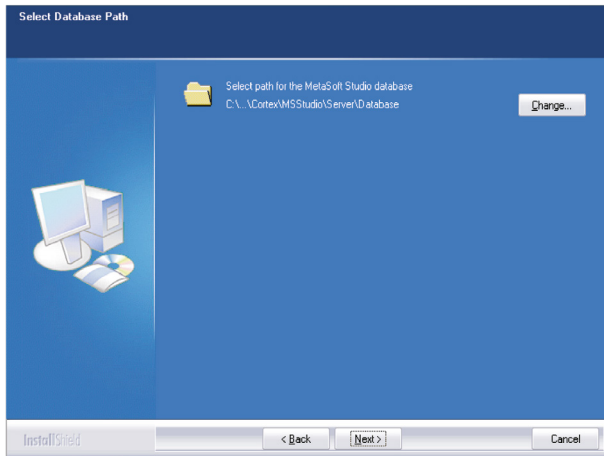 Select Database Path
Select path for the MetaSoft Studio database
C:\...\Cortex\MSStudio\Server\Database
Change...
InstallShield
< Back
Next >
Cancel